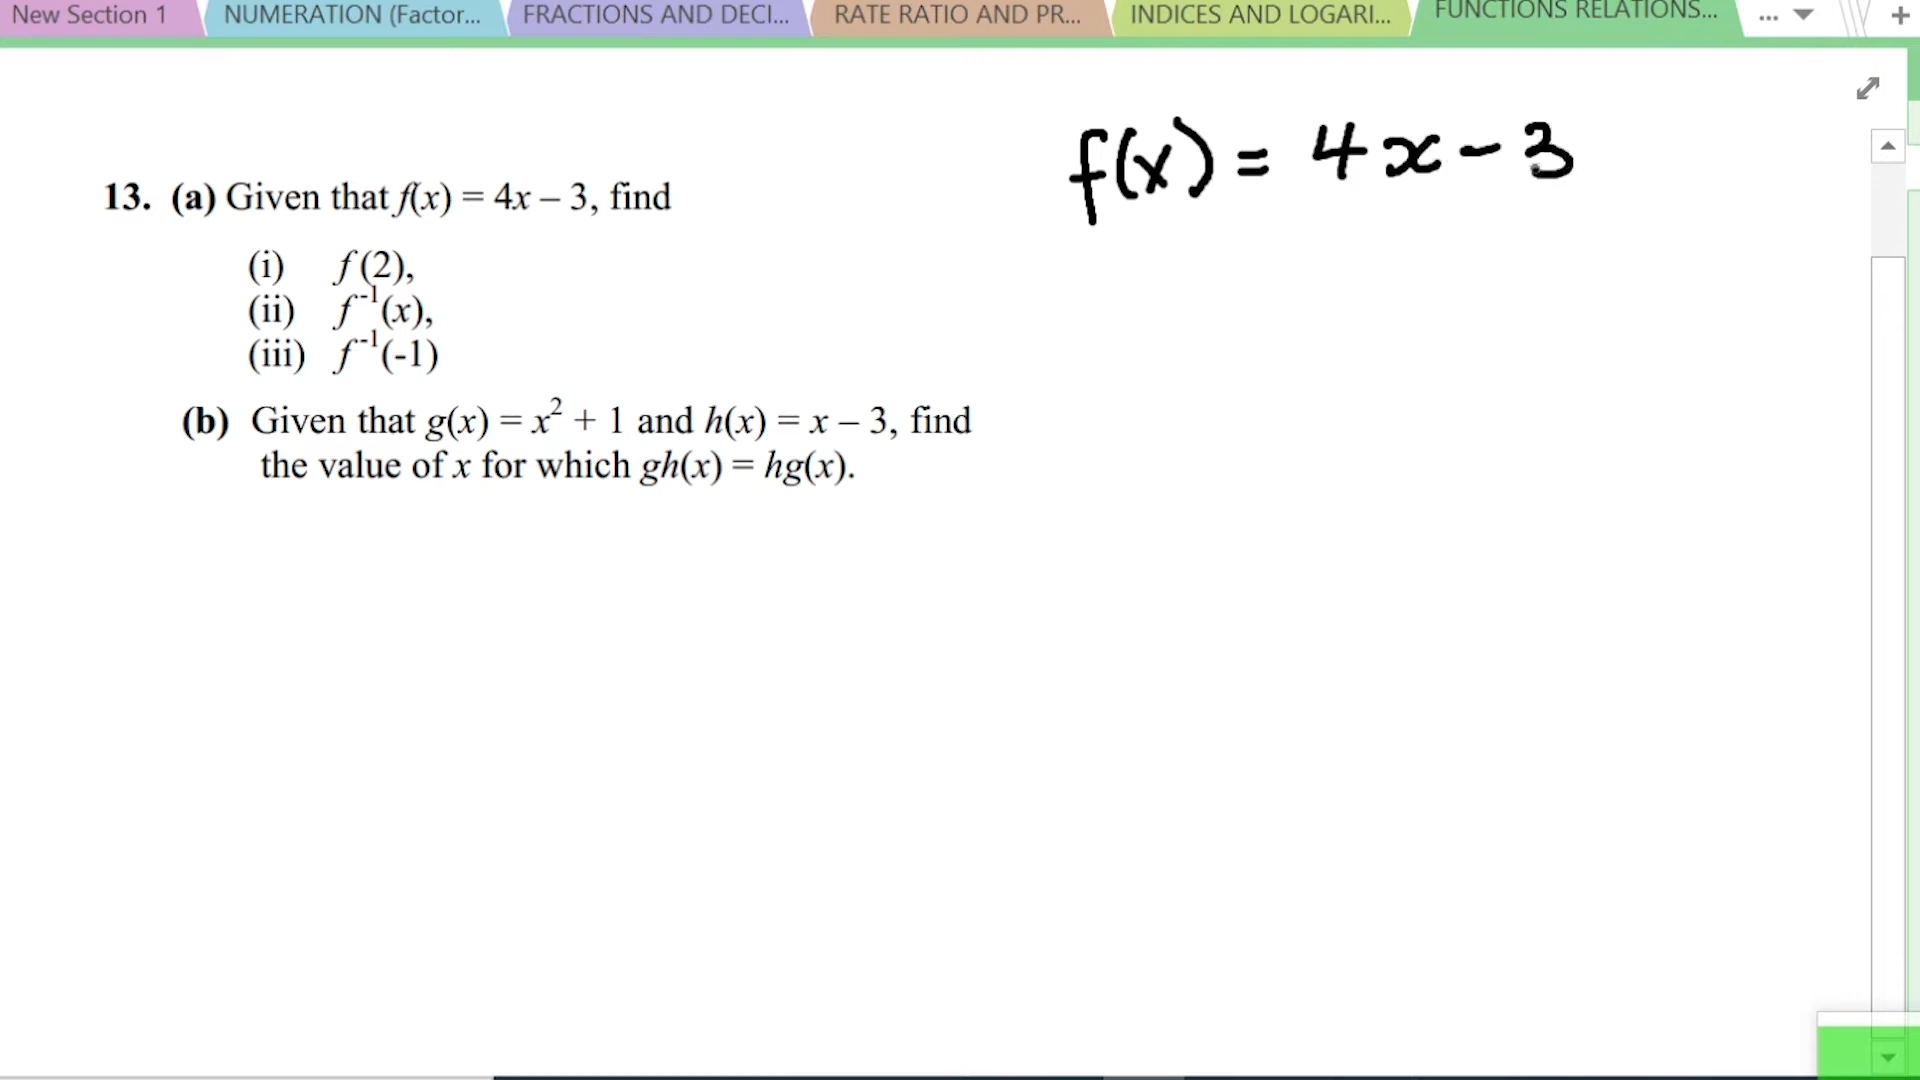 New Section 1 NUMERATION (Factor... FRACTIONS AND DECI... RATE RATIO AND PR... INDICES AND LOGARI... FUNCTIONS RELATIONS... ... +
f(x) = 4x - 3
13. (a) Given that f(x) = 4x – 3, find
(i) f (2),
(ii) f⁻¹(x),
(iii) f⁻¹(-1)
(b) Given that g(x) = x² + 1 and h(x) = x – 3, find
the value of x for which gh(x) = hg(x).